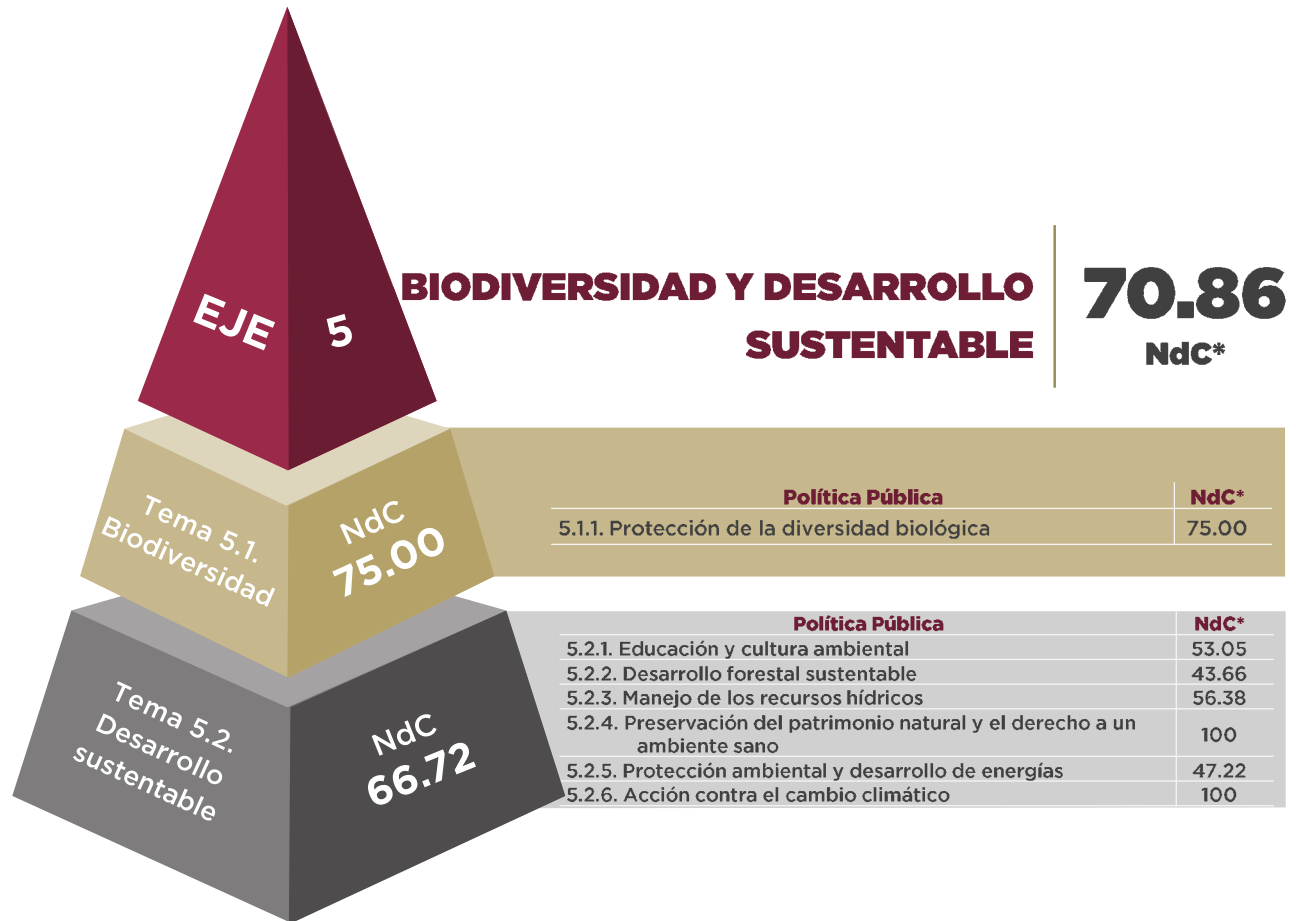 EJE 5
BIODIVERSIDAD Y DESARROLLO
SUSTENTABLE
70.86
NdC*
Tema 5.1.
Biodiversidad
NdC
75.00
Política Pública NdC*
5.1.1. Protección de la diversidad biológica 75.00
Tema 5.2.
Desarrollo
sustentable
NdC
66.72
Política Pública NdC*
5.2.1. Educación y cultura ambiental 53.05
5.2.2. Desarrollo forestal sustentable 43.66
5.2.3. Manejo de los recursos hídricos 56.38
5.2.4. Preservación del patrimonio natural y el derecho a un
ambiente sano 100
5.2.5. Protección ambiental y desarrollo de energías 47.22
5.2.6. Acción contra el cambio climático 100